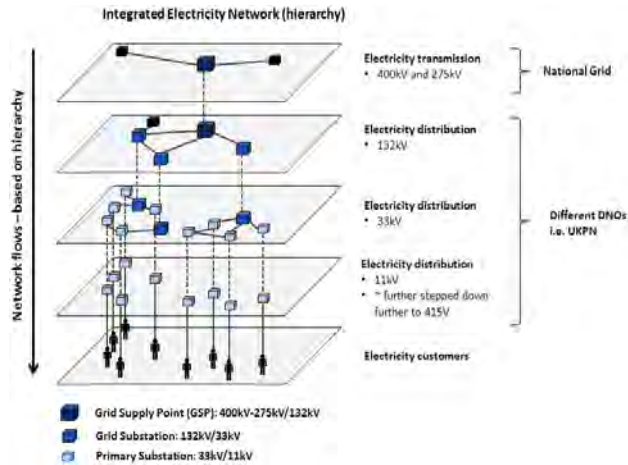 Integrated Electricity Network (hierarchy)
Network flows – based on hierarchy
Electricity transmission
• 400kV and 275kV
National Grid
Electricity distribution
• 132kV
Electricity distribution
• 33kV
Different DNOs
i.e. UKPN
Electricity distribution
• 11kV
• ~ further stepped down
further to 415V
Electricity customers
Grid Supply Point (GSP): 400kV-275kV/132kV
Grid Substation: 132kV/33kV
Primary Substation: 33kV/11kV